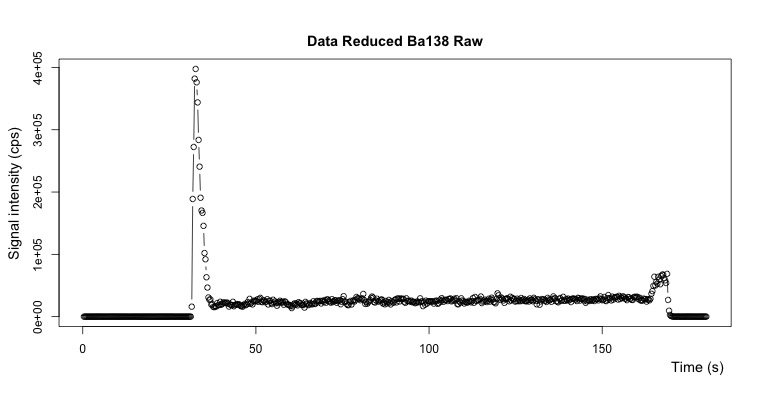 Data Reduced Ba138 Raw
Signal intensity (cps)
4e+05
3e+05
2e+05
1e+05
0e+00
0
50
100
150
Time (s)